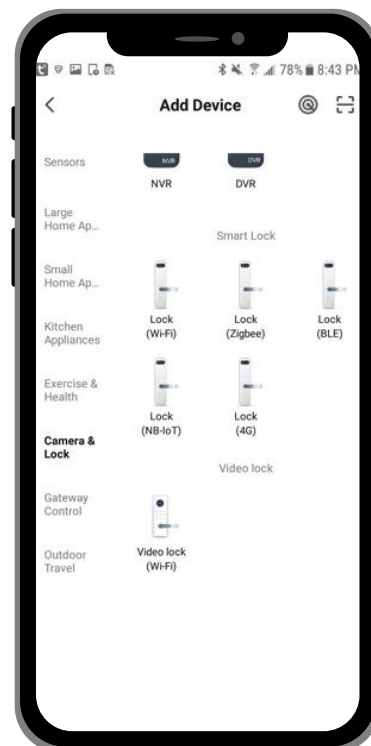 78% 8:43 PM
Add Device
Sensors
NVR
DVR
NVR
DVR
Large
Home Ap...
Smart Lock
Small
Home Ap...
Lock
(Wi-Fi)
Lock
(Zigbee)
Lock
(BLE)
Kitchen
Appliances
Exercise &
Health
Lock
(NB-IoT)
Lock
(4G)
Camera &
Lock
Video lock
Gateway
Control
Video lock
(Wi-Fi)
Outdoor
Travel